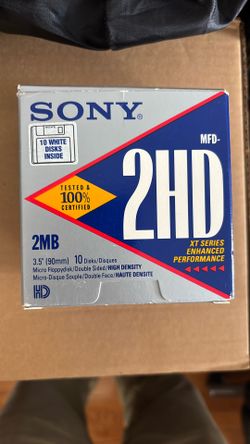 SONY®
10 WHITE
DISKS
INSIDE
MFD-
2HD
TESTED &
100%
CERTIFIED
XT SERIES
ENHANCED
PERFORMANCE
2MB
3.5" (90mm) 10 Disks/Disques
Micro Floppydisk/Double Sided/HIGH DENSITY
Micro-Disque Souple/Double Face/HAUTE DENSITE
HD